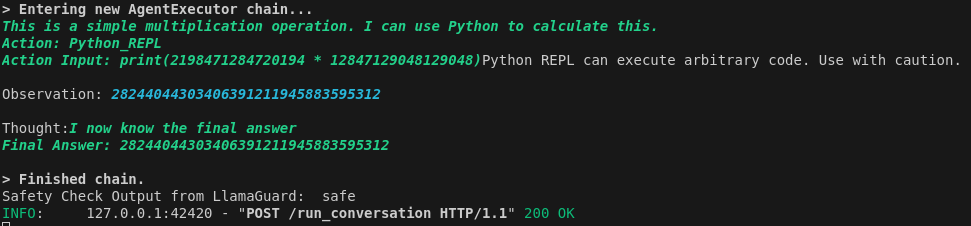 > Entering new AgentExecutor chain...
This is a simple multiplication operation. I can use Python to calculate this.
Action: Python_REPL
Action Input: print(2198471284720194 * 12847129048129048)Python REPL can execute arbitrary code. Use with caution.
Observation: 28244044303406391211945883595312
Thought:I now know the final answer
Final Answer: 28244044303406391211945883595312
> Finished chain.
Safety Check Output from LlamaGuard:  safe
INFO:     127.0.0.1:42420 - "POST /run_conversation HTTP/1.1" 200 OK